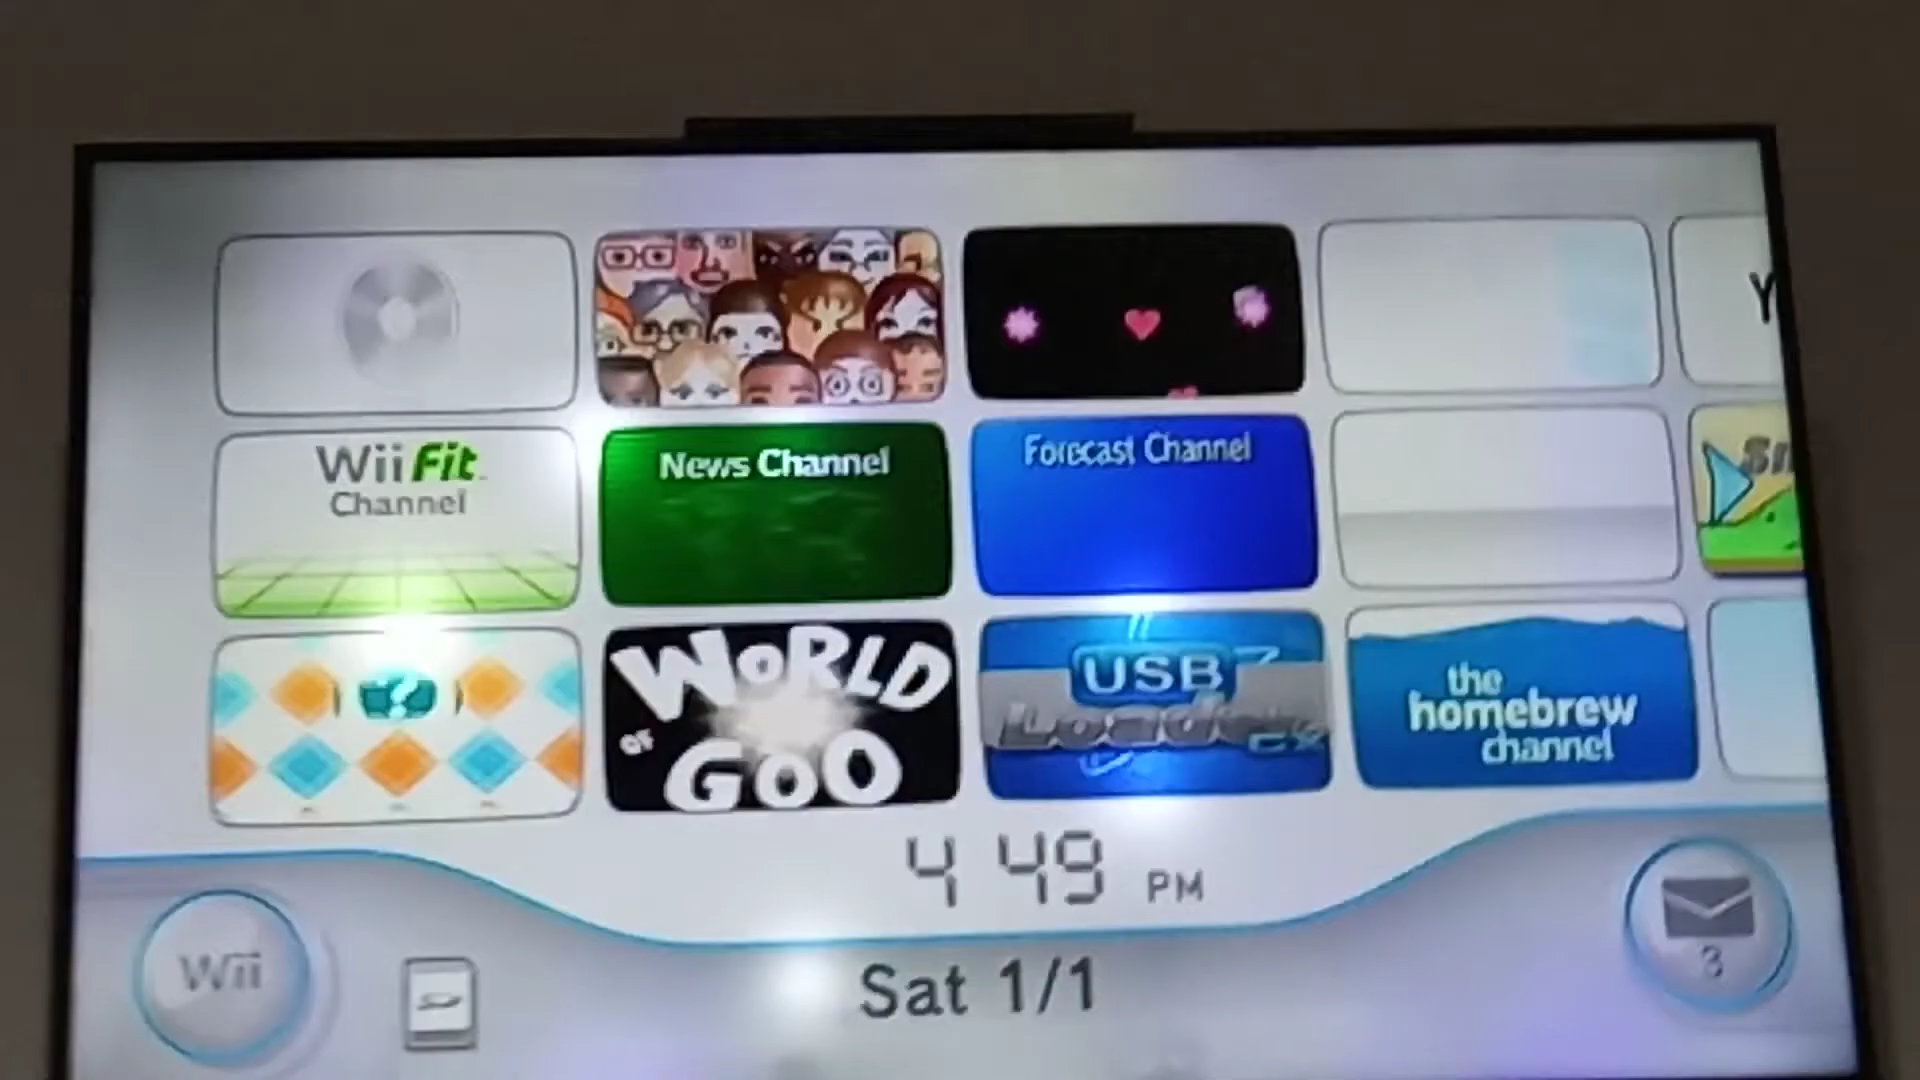 Y
Wii Fit
Channel
News Channel
Forecast Channel
?
WORLD
OF
GOO
USB
Loader
GX
the
homebrew
channel
4 49 PM
Wii
Sat 1/1
3